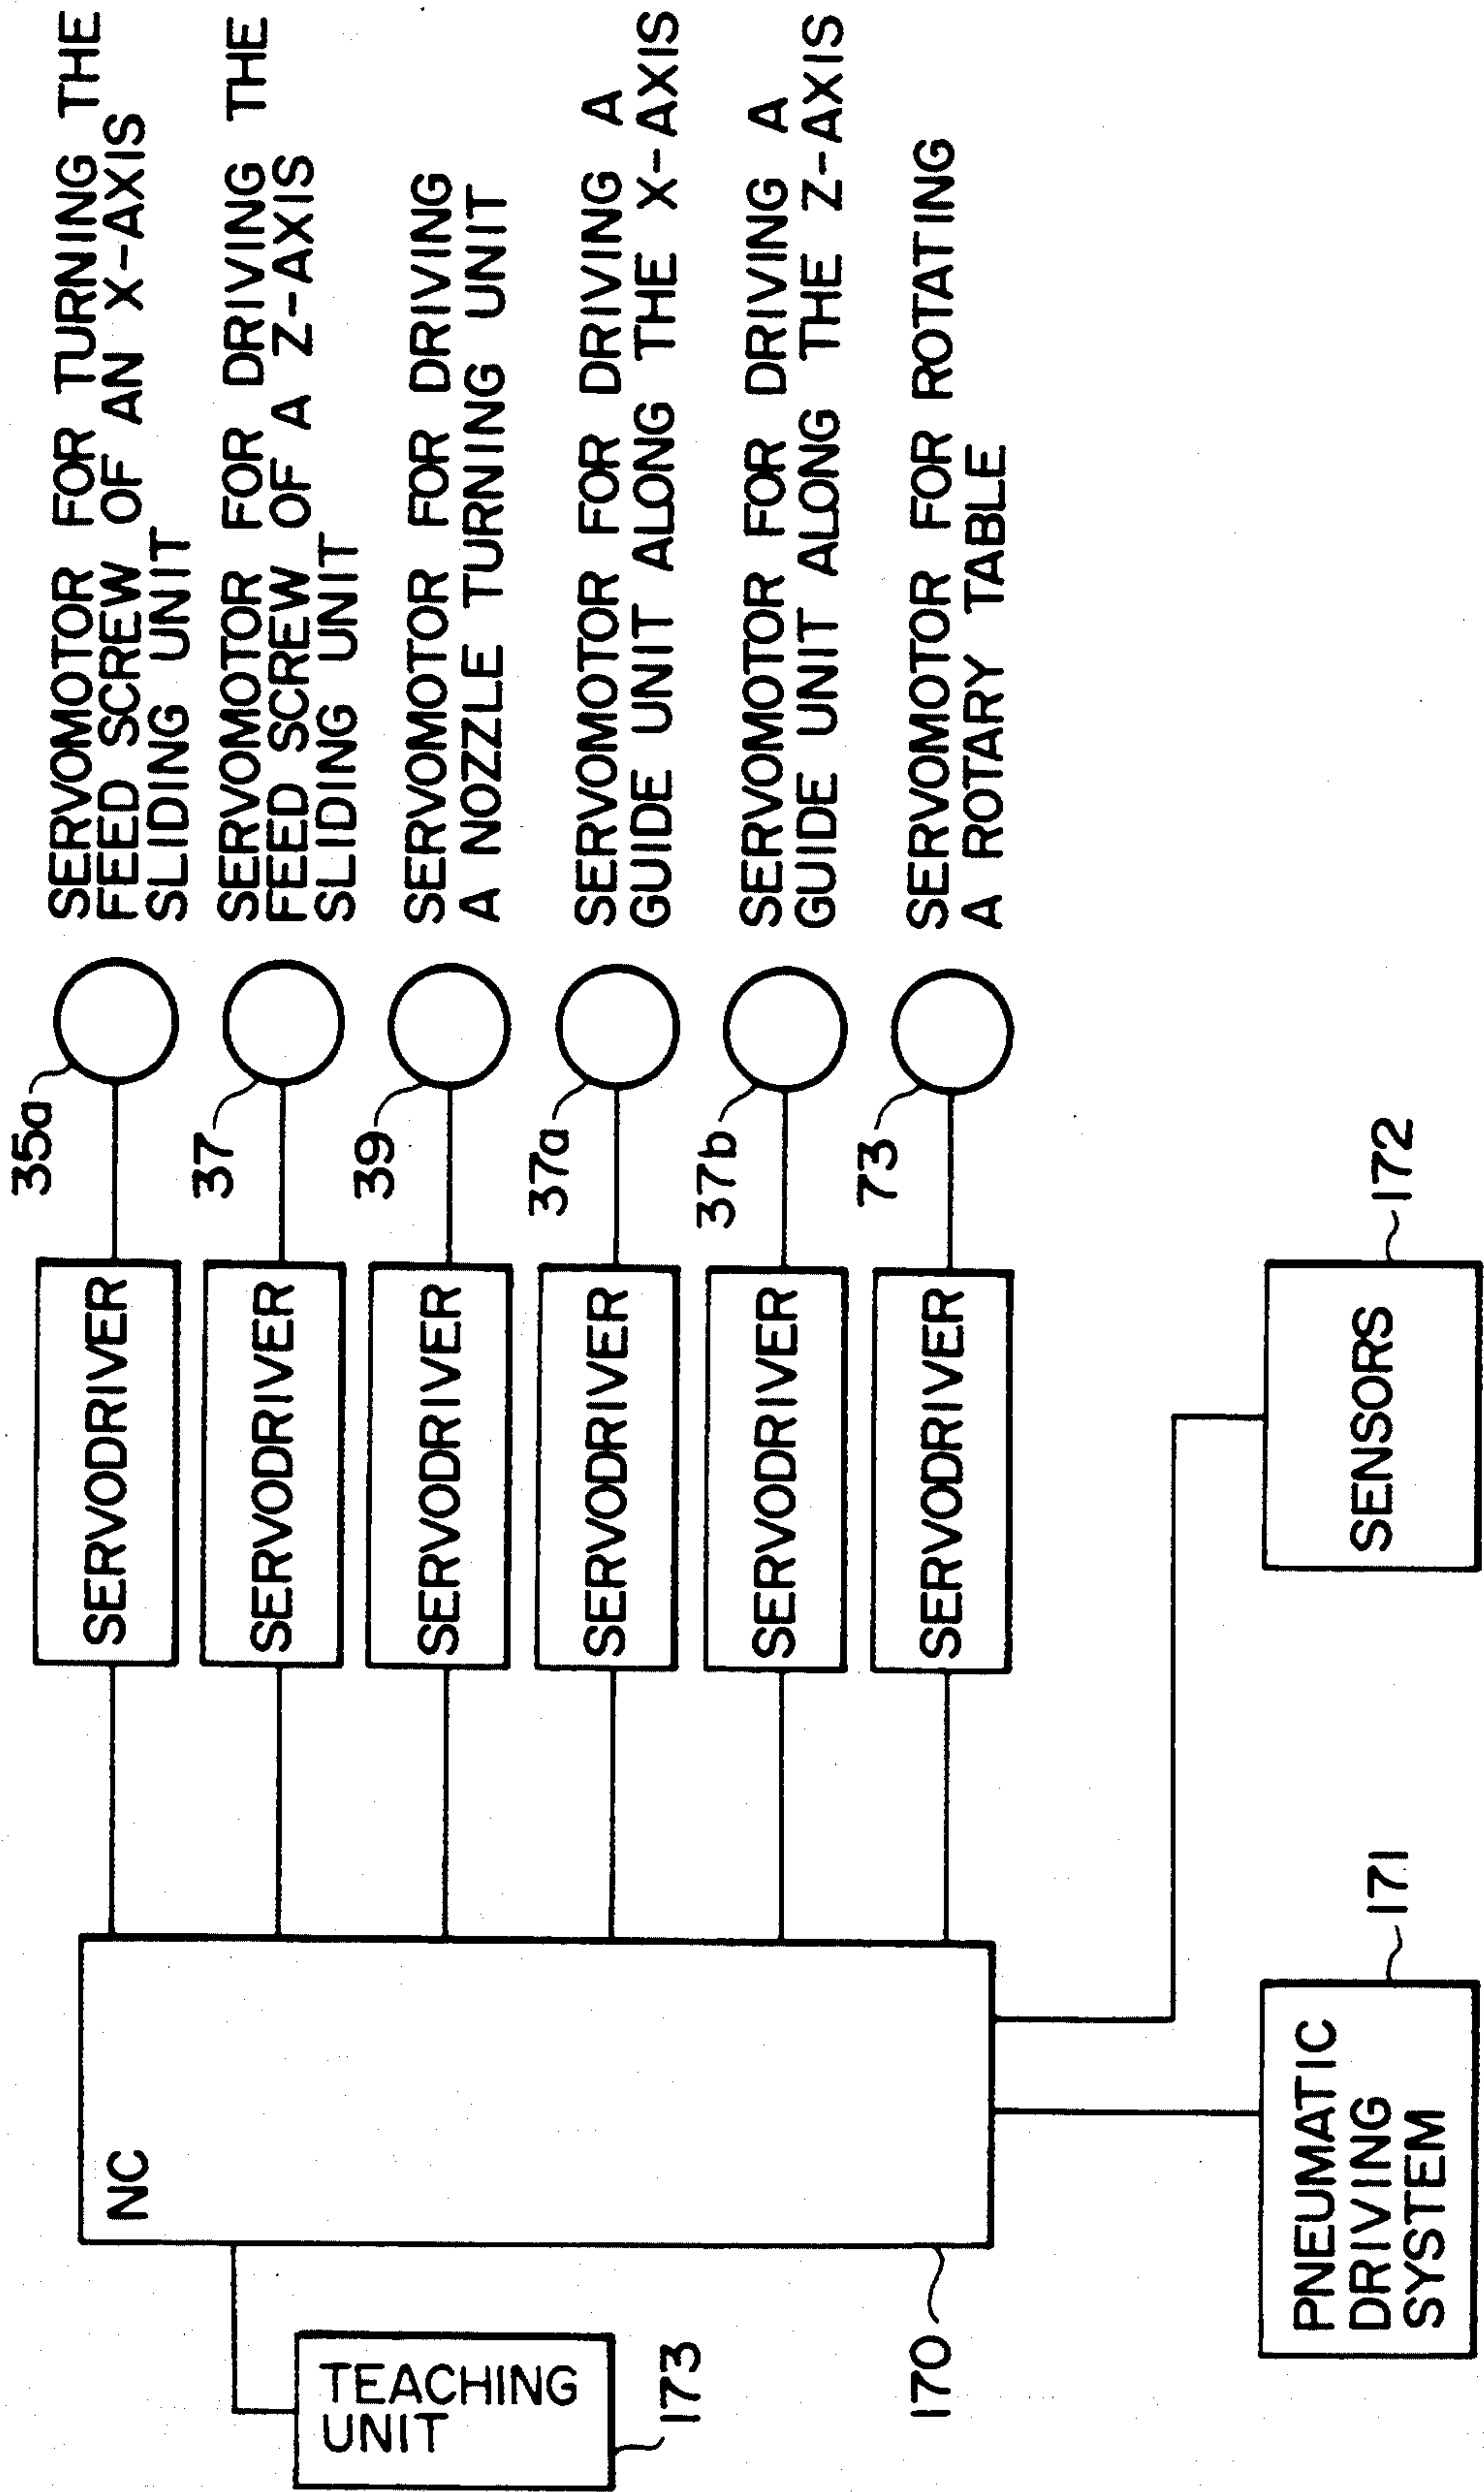 TEACHING
UNIT
173
NC
170
SERVODRIVER
35a
SERVOMOTOR FOR TURNING THE
FEED SCREW OF AN X-AXIS
SLIDING UNIT
SERVODRIVER
37
SERVOMOTOR FOR DRIVING THE
FEED SCREW OF A Z-AXIS
SLIDING UNIT
SERVODRIVER
39
SERVOMOTOR FOR DRIVING
A NOZZLE TURNING UNIT
SERVODRIVER
37a
SERVOMOTOR FOR DRIVING A
GUIDE UNIT ALONG THE X-AXIS
SERVODRIVER
37b
SERVOMOTOR FOR DRIVING A
GUIDE UNIT ALONG THE Z-AXIS
SERVODRIVER
73
SERVOMOTOR FOR ROTATING
A ROTARY TABLE
PNEUMATIC
DRIVING
SYSTEM
171
SENSORS
172